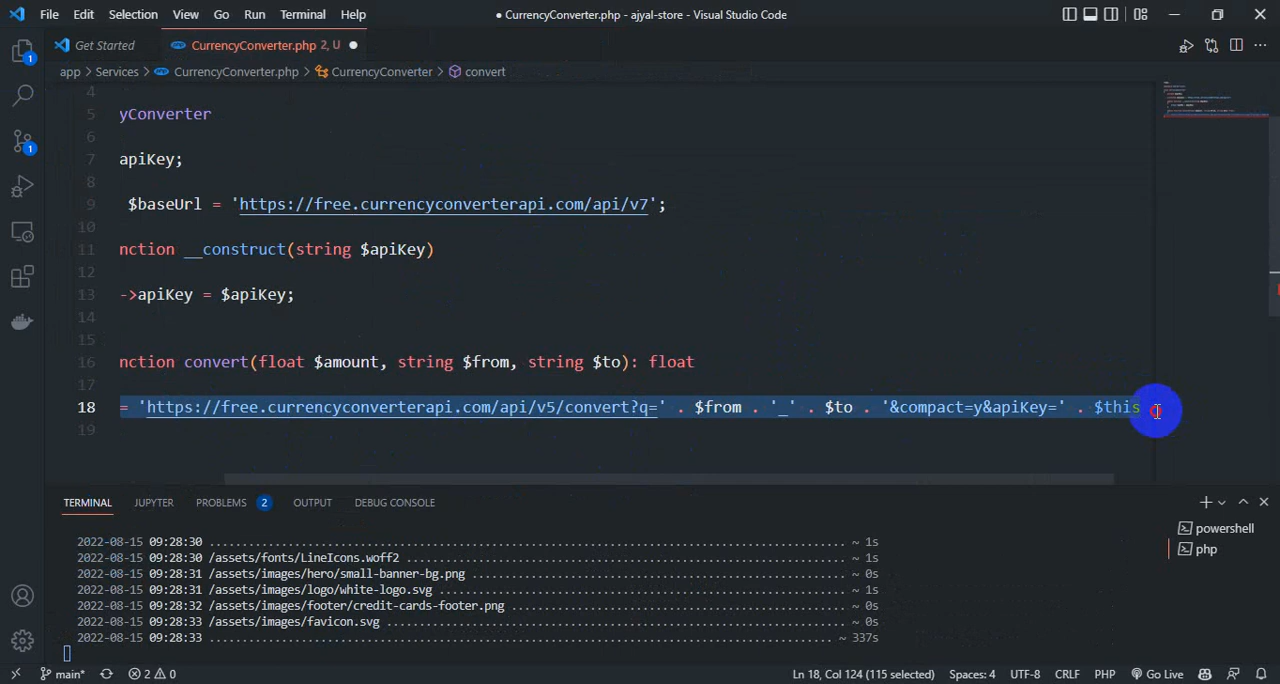 File Edit Selection View Go Run Terminal Help ● CurrencyConverter.php - ajyal-store - Visual Studio Code
Get Started CurrencyConverter.php 2, U ●
app > Services > CurrencyConverter.php > CurrencyConverter > convert
4
5 yConverter
6
7 apiKey;
8
9 $baseUrl = 'https://free.currencyconverterapi.com/api/v7';
10
11 nction __construct(string $apiKey)
12
13 ->apiKey = $apiKey;
14
15
16 nction convert(float $amount, string $from, string $to): float
17
18 = 'https://free.currencyconverterapi.com/api/v5/convert?q=' . $from . '_' . $to . '&compact=y&apiKey=' . $this
19
TERMINAL JUPYTER PROBLEMS 2 OUTPUT DEBUG CONSOLE
powershell
php
2022-08-15 09:28:30 ........................................ ~ 1s
2022-08-15 09:28:30 /assets/fonts/LineIcons.woff2 ........................................ ~ 1s
2022-08-15 09:28:31 /assets/images/hero/small-banner-bg.png ........................................ ~ 0s
2022-08-15 09:28:31 /assets/images/logo/white-logo.svg ........................................ ~ 1s
2022-08-15 09:28:32 /assets/images/footer/credit-cards-footer.png ........................................ ~ 0s
2022-08-15 09:28:33 /assets/images/favicon.svg ........................................ ~ 0s
2022-08-15 09:28:33 ........................................ ~ 337s
main* 2 0 Ln 18, Col 124 (115 selected) Spaces: 4 UTF-8 CRLF PHP Go Live